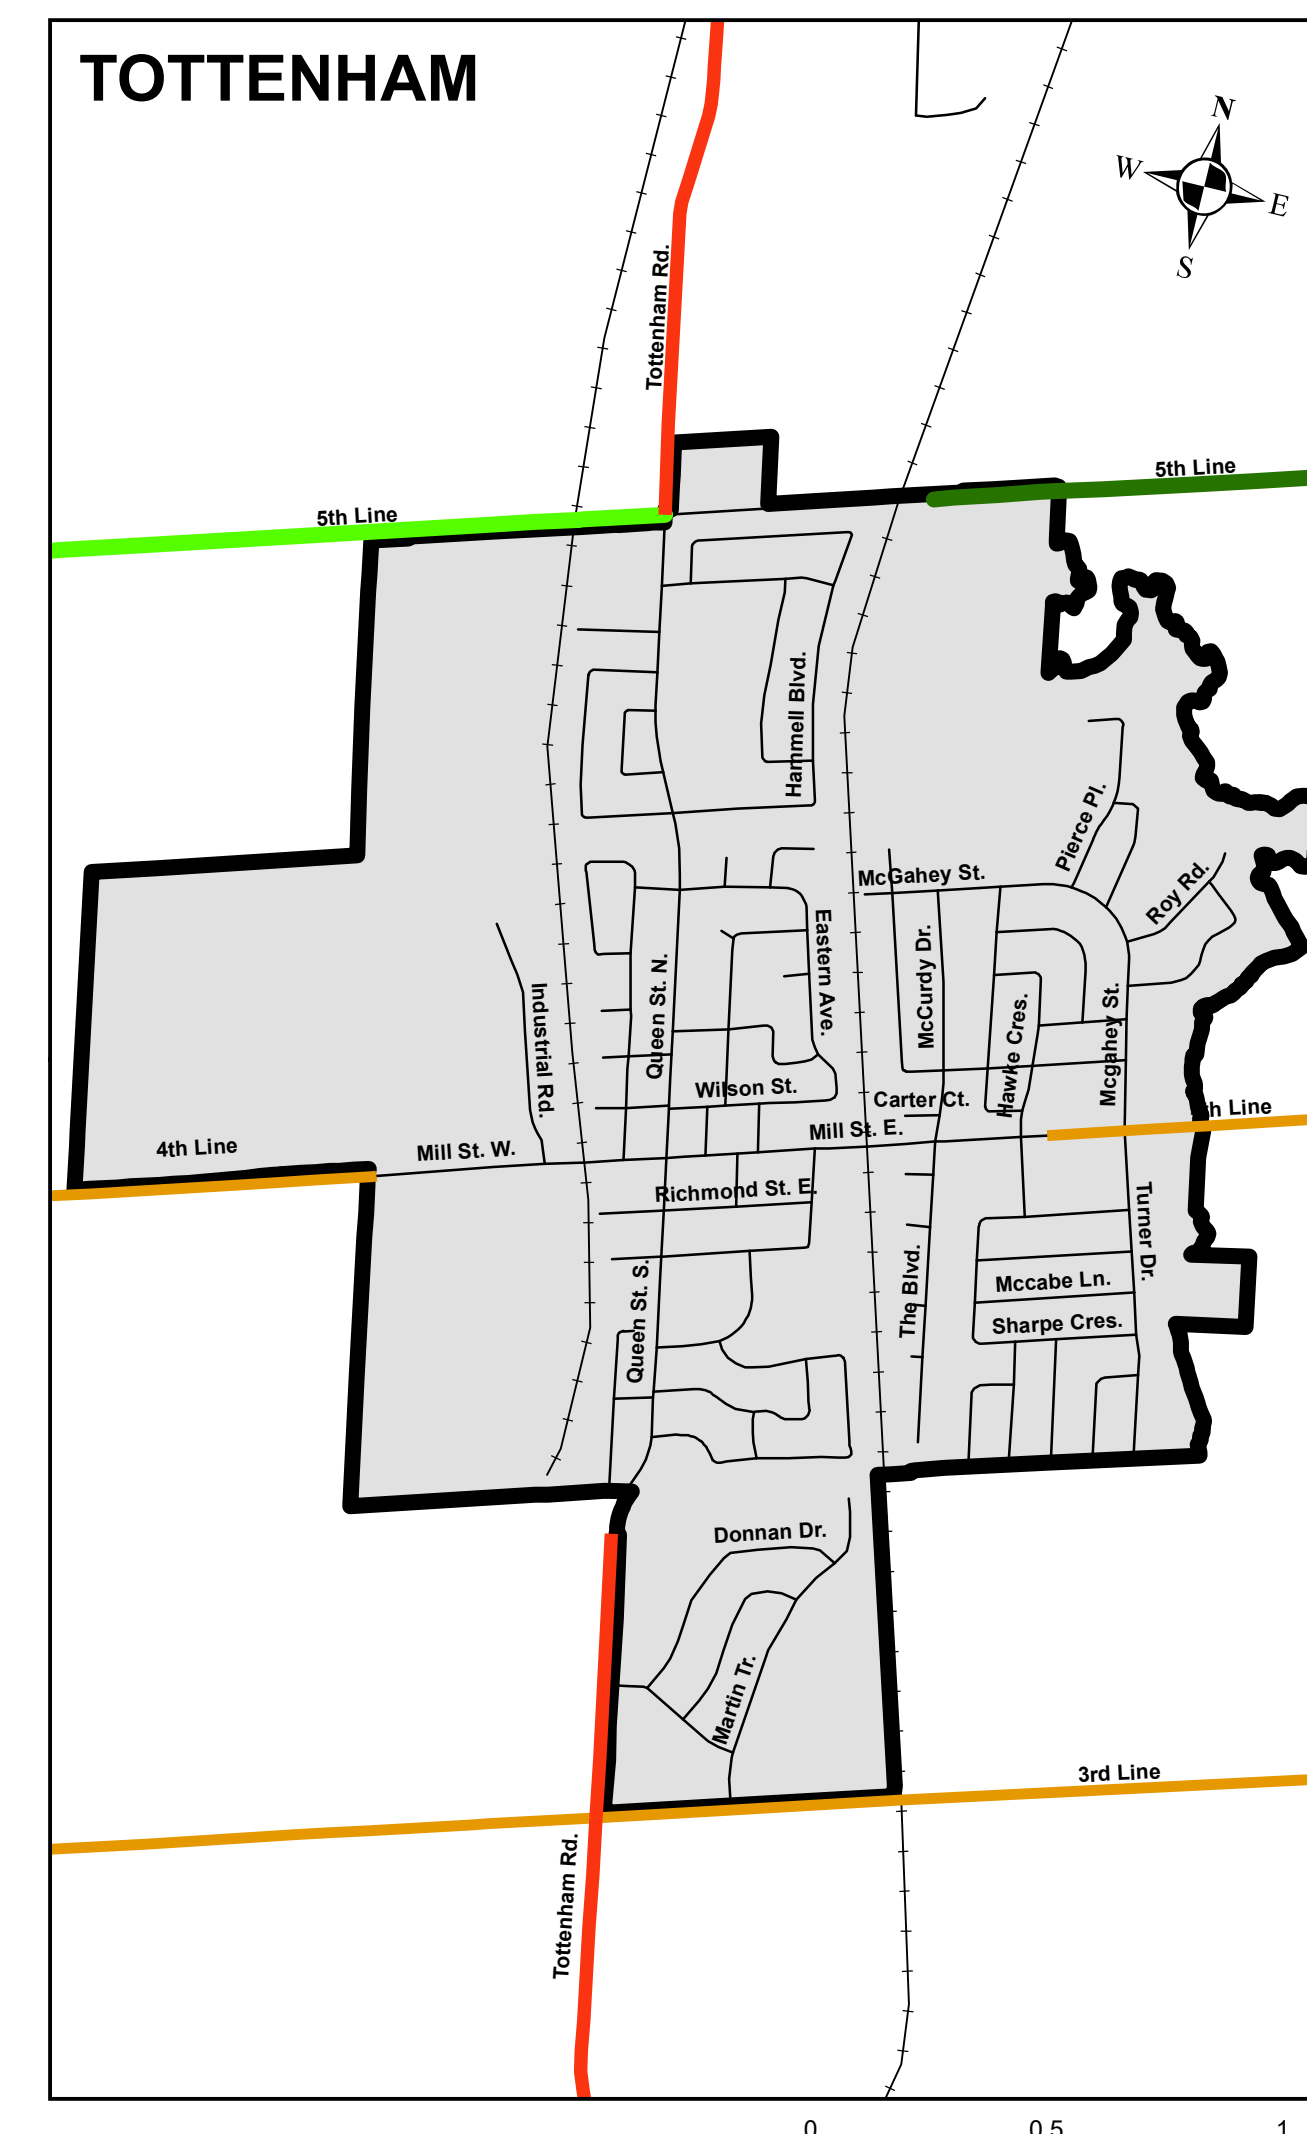 TOTTENHAM
N
W
E
S
Tottenham Rd.
5th Line
5th Line
Hammell Blvd.
Pierce Pl.
McGahey St.
Roy Rd.
Eastern Ave.
McCurdy Dr.
Queen St. N.
Industrial Rd.
Hawke Cres.
Mcgahey St.
Wilson St.
Carter Ct.
th Line
Mill St. E.
4th Line
Mill St. W.
Richmond St. E.
Turner Dr.
The Blvd.
Queen St. S.
Mccabe Ln.
Sharpe Cres.
Donnan Dr.
Martin Tr.
3rd Line
Tottenham Rd.
0 0.5 1